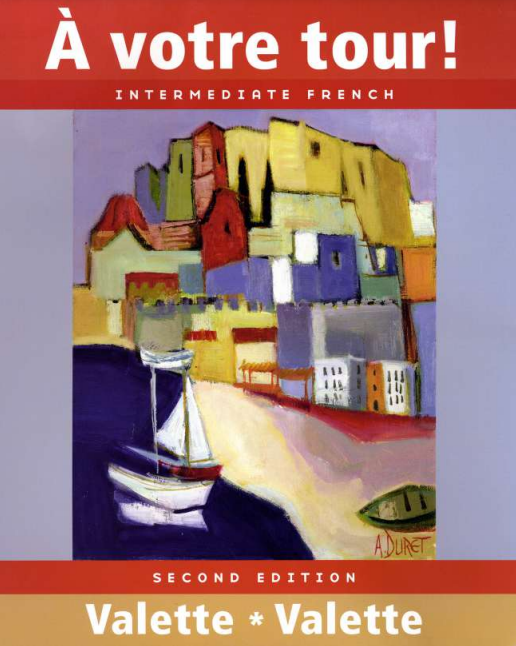 À votre tour!
INTERMEDIATE FRENCH
A. DURET
SECOND EDITION
Valette * Valette